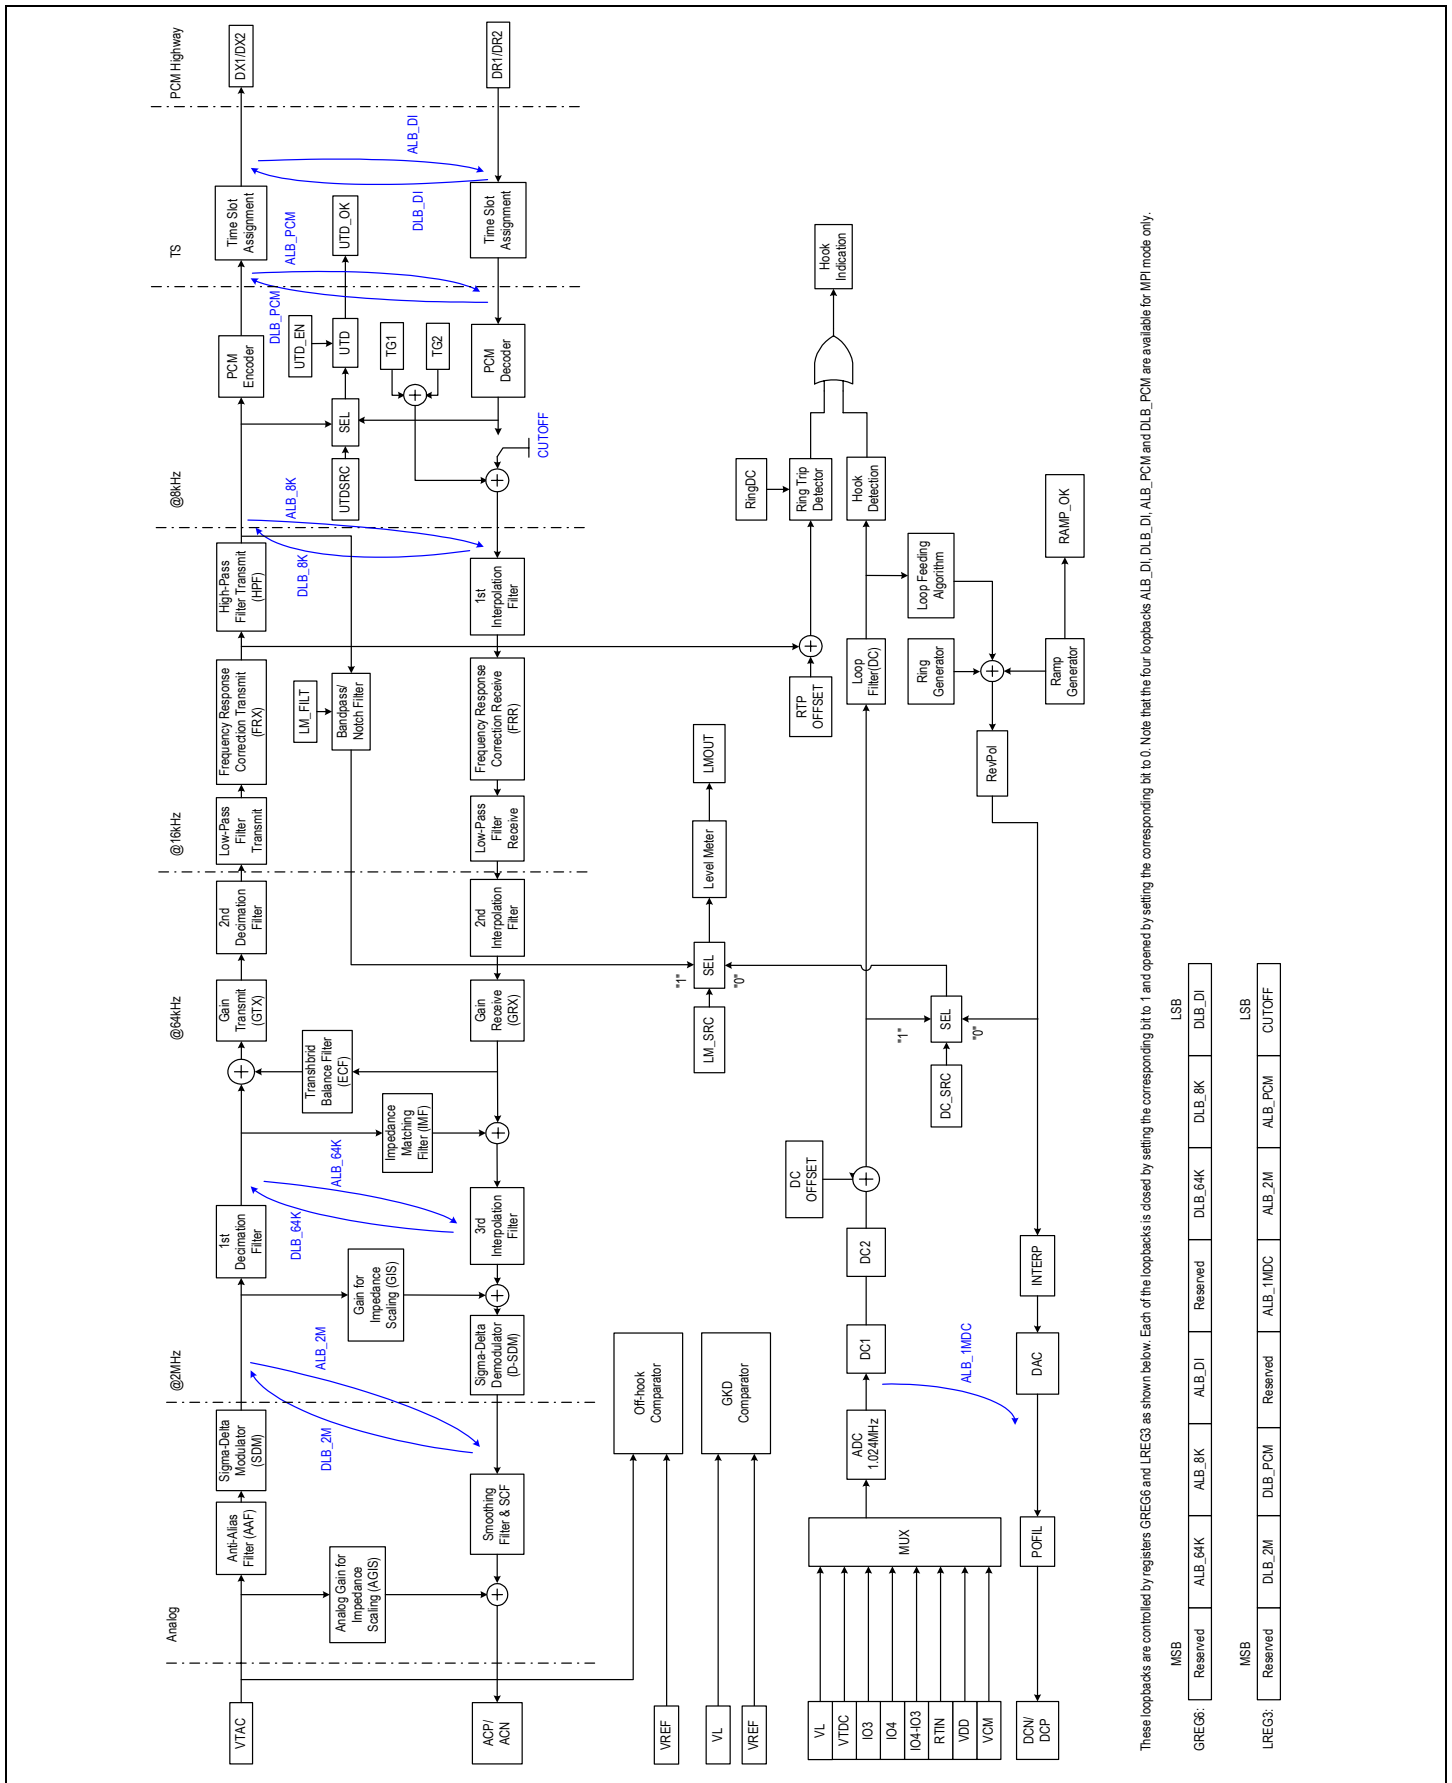 Analog
@2MHz
@64kHz
@16kHz
@8kHz
TS
PCM Highway
VTAC
Anti-Alias
Filter (AAF)
Sigma-Delta
Modulator
(SDM)
1st
Decimation
Filter
Gain
Transmit
(GTX)
2nd
Decimation
Filter
Low-Pass
Filter
Transmit
Frequency Response
Correction Transmit
(FRX)
High-Pass
Filter Transmit
(HPF)
PCM
Encoder
Time Slot
Assignment
DX1/DX2
DLB_2M
ALB_2M
DLB_64K
ALB_64K
DLB_8K
ALB_8K
DLB_PCM
ALB_PCM
DLB_DI
ALB_DI
Analog Gain for
Impedance
Scaling (AGIS)
Gain for
Impedance
Scaling (GIS)
Impedance
Matching
Filter (IMF)
Transhbrid
Balance Filter
(ECF)
LM_FILT
Bandpass/
Notch Filter
UTDSRC
SEL
UTD_EN
UTD
UTD_OK
TG1
TG2
CUTOFF
ACP/
ACN
Smoothing
Filter & SCF
Sigma-Delta
Demodulator
(D-SDM)
3rd
Interpolation
Filter
Gain
Receive
(GRX)
2nd
Interpolation
Filter
Low-Pass
Filter
Receive
Frequency Response
Correction Receive
(FRR)
1st
Interpolation
Filter
PCM
Decoder
Time Slot
Assignment
DR1/DR2
VREF
Off-hook
Comparator
VL
VREF
GKD
Comparator
LM_SRC
"1"
SEL
"0"
Level Meter
LMOUT
RTP
OFFSET
RingDC
Ring Trip
Detector
Hook
Detection
Hook
Indication
VL
VTDC
IO3
IO4
IO4-IO3
RTIN
VDD
VCM
MUX
ADC
1.024MHz
DC1
DC2
DC
OFFSET
Loop
Filter(DC)
Loop Feeding
Algorithm
Ring
Generator
Ramp
Generator
RAMP_OK
RevPol
DC_SRC
"1"
SEL
"0"
ALB_1MDC
DCN/
DCP
POFIL
DAC
INTERP
These loopbacks are controlled by registers GREG6 and LREG3 as shown below. Each of the loopbacks is closed by setting the corresponding bit to 1 and opened by setting the corresponding bit to 0. Note that the four loopbacks ALB_DI, DLB_DI, ALB_PCM and DLB_PCM are available for MPI mode only.
MSB LSB
GREG6: Reserved ALB_64K ALB_8K ALB_DI Reserved DLB_64K DLB_8K DLB_DI
MSB LSB
LREG3: Reserved DLB_2M DLB_PCM Reserved ALB_1MDC ALB_2M ALB_PCM CUTOFF